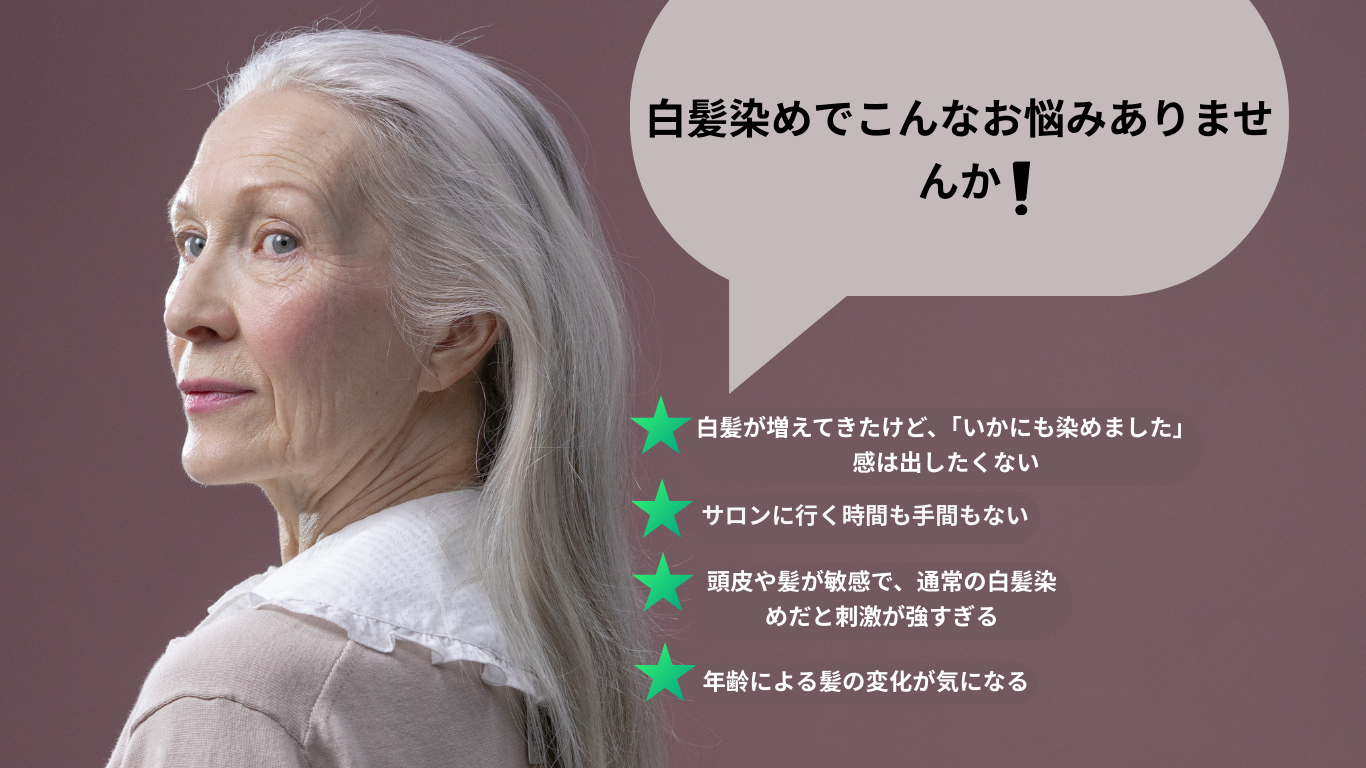 白髪染めでこんなお悩みありませ
んか❗
白髪が増えてきたけど、「いかにも染めました」
感は出したくない
サロンに行く時間も手間もない
頭皮や髪が敏感で、通常の白髪染
めだと刺激が強すぎる
年齢による髪の変化が気になる